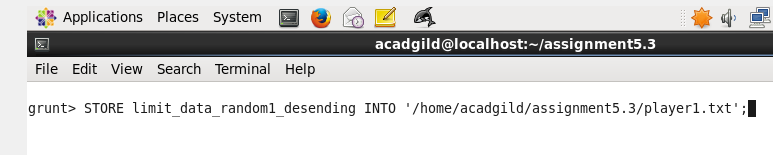 Applications Places System
acadgild@localhost:~/assignment5.3
File Edit View Search Terminal Help
grunt> STORE limit_data_random1_desending INTO '/home/acadgild/assignment5.3/player1.txt';